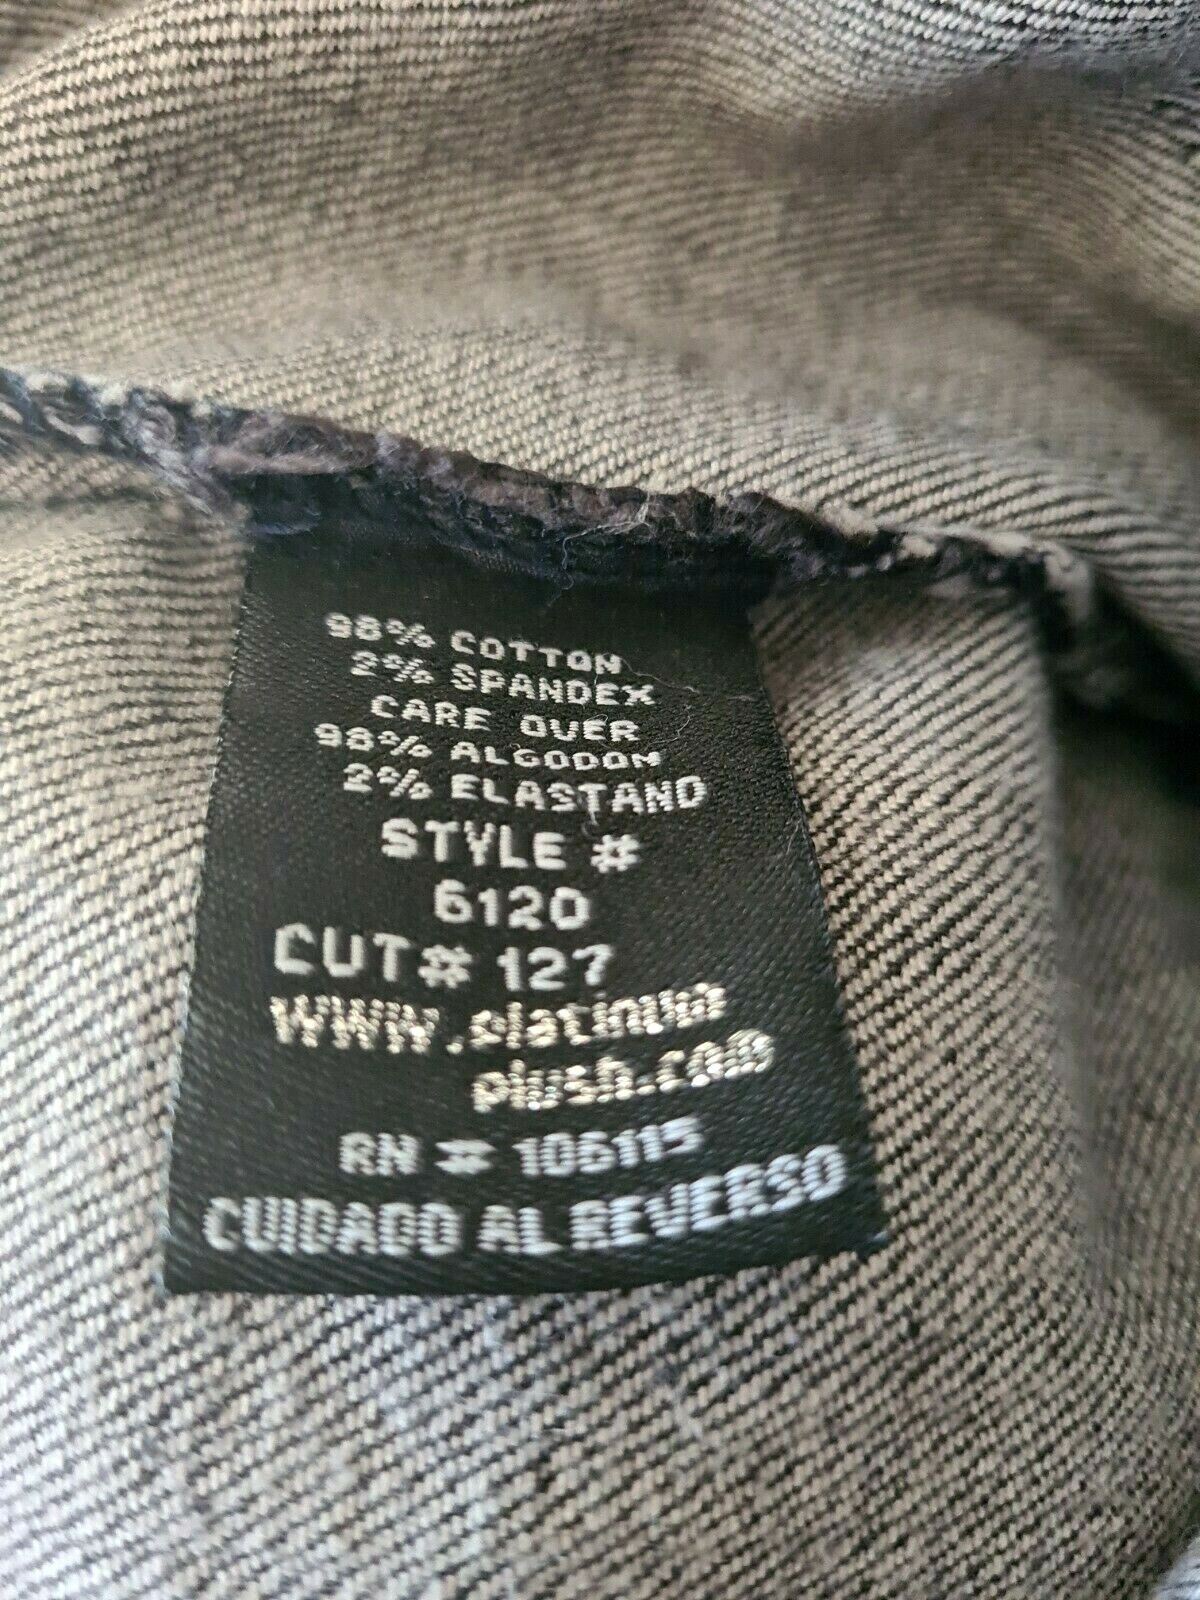 98% COTTON
2% SPANDEX
CARE OVER
98% ALGODON
2% ELASTANO
STYLE #
6120
CUT# 127
WWW.platinum
plush.com
RN # 106115
CUIDADO AL REVERSO